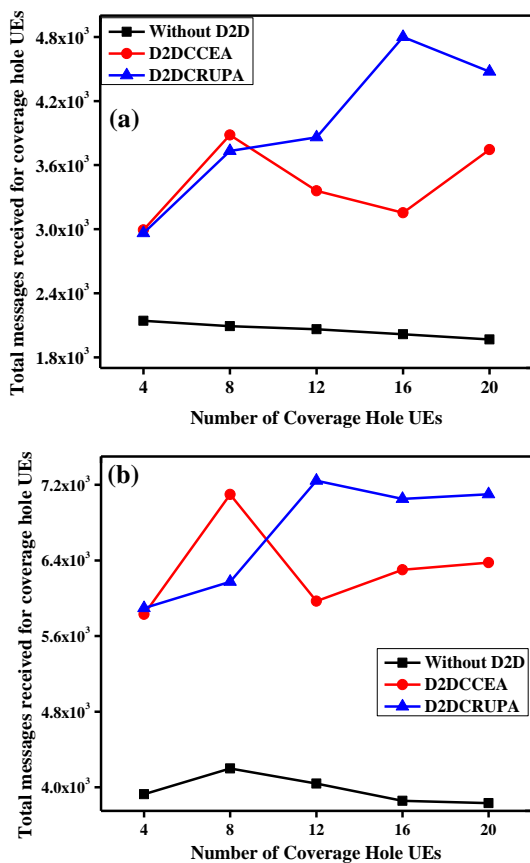 Total messages received for coverage hole UEs
4.8x10³
4.2x10³
3.6x10³
3.0x10³
2.4x10³
1.8x10³
Without D2D
D2DCCEA
D2DCRUPA
(a)
4 8 12 16 20
Number of Coverage Hole UEs
Total messages received for coverage hole UEs
7.2x10³
6.4x10³
5.6x10³
4.8x10³
4.0x10³
(b)
Without D2D
D2DCCEA
D2DCRUPA
4 8 12 16 20
Number of Coverage Hole UEs